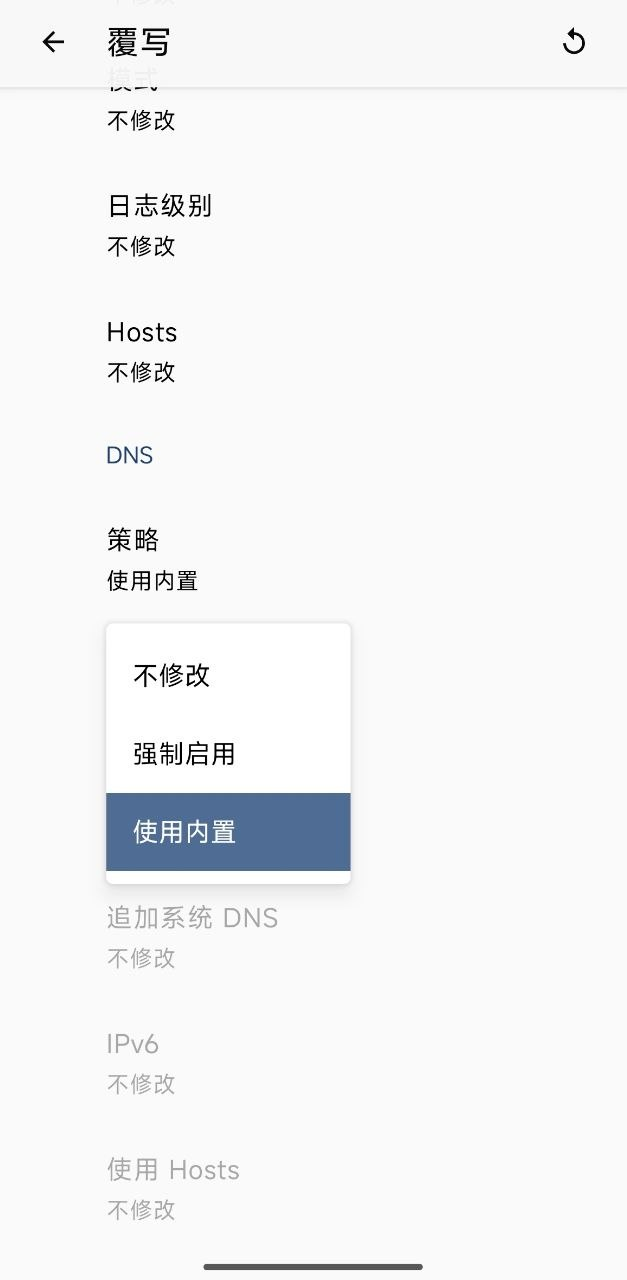 覆写
模式
不修改
日志级别
不修改
Hosts
不修改
DNS
策略
使用内置
不修改
强制启用
使用内置
追加系统 DNS
不修改
IPv6
不修改
使用 Hosts
不修改